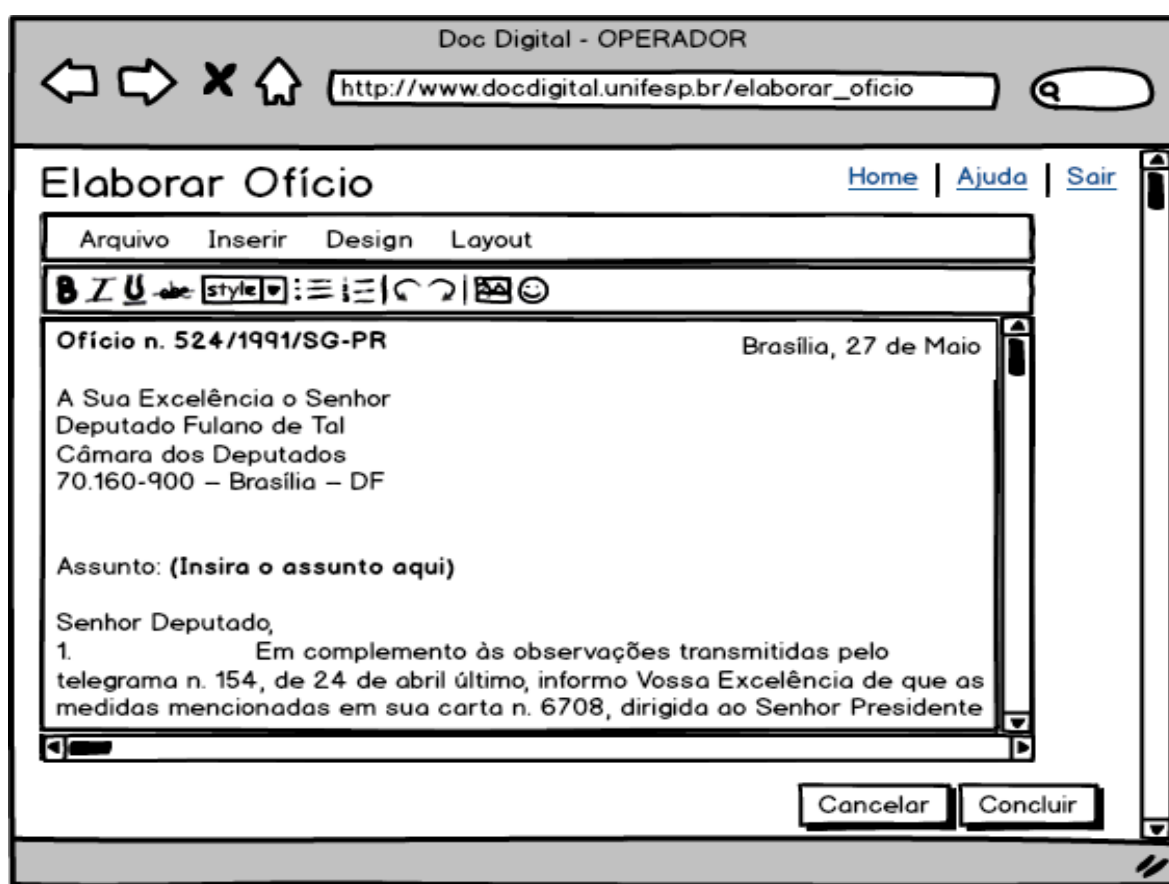 Doc Digital - OPERADOR
http://www.docdigital.unifesp.br/elaborar_oficio
Elaborar Ofício
Home | Ajuda | Sair
Arquivo Inserir Design Layout
B I U abc style
Ofício n. 524/1991/SG-PR
Brasília, 27 de Maio
A Sua Excelência o Senhor
Deputado Fulano de Tal
Câmara dos Deputados
70.160-900 – Brasília – DF
Assunto: (Insira o assunto aqui)
Senhor Deputado,
1. Em complemento às observações transmitidas pelo
telegrama n. 154, de 24 de abril último, informo Vossa Excelência de que as
medidas mencionadas em sua carta n. 6708, dirigida ao Senhor Presidente
Cancelar Concluir